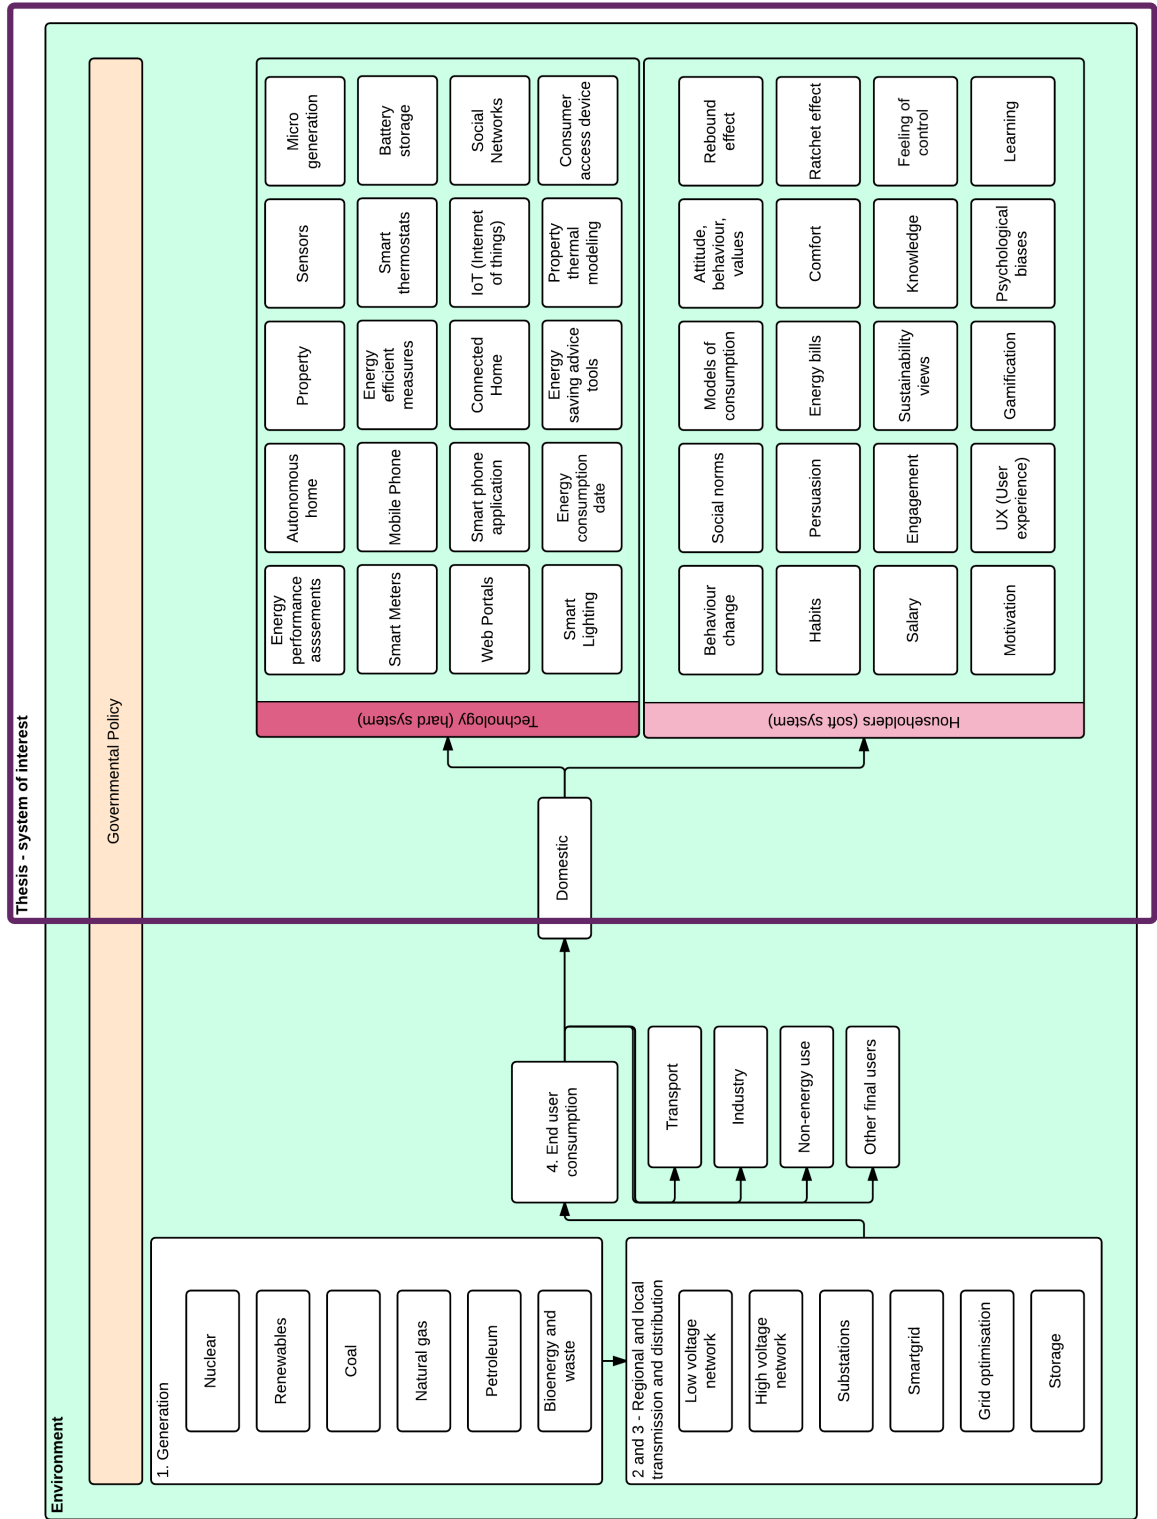 Thesis - system of interest
Environment
Governmental Policy
1. Generation
Nuclear
Renewables
Coal
Natural gas
Petroleum
Bioenergy and
waste
2 and 3 - Regional and local
transmission and distribution
Low voltage
network
High voltage
network
Substations
Smartgrid
Grid optimisation
Storage
4. End user
consumption
Transport
Industry
Non-energy use
Other final users
Domestic
Technology (hard system)
Energy
performance
asssements
Autonomous
home
Property
Sensors
Micro
generation
Smart Meters
Mobile Phone
Energy
efficient
measures
Smart
thermostats
Battery
storage
Web Portals
Smart phone
application
Connected
Home
IoT (Internet
of things)
Social
Networks
Smart
Lighting
Energy
consumption
date
Energy
saving advice
tools
Property
thermal
modeling
Consumer
access device
Householders (soft system)
Behaviour
change
Social norms
Models of
consumption
Attitude,
behaviour,
values
Rebound
effect
Habits
Persuasion
Energy bills
Comfort
Ratchet effect
Salary
Engagement
Sustainability
views
Knowledge
Feeling of
control
Motivation
UX (User
experience)
Gamification
Psychological
biases
Learning